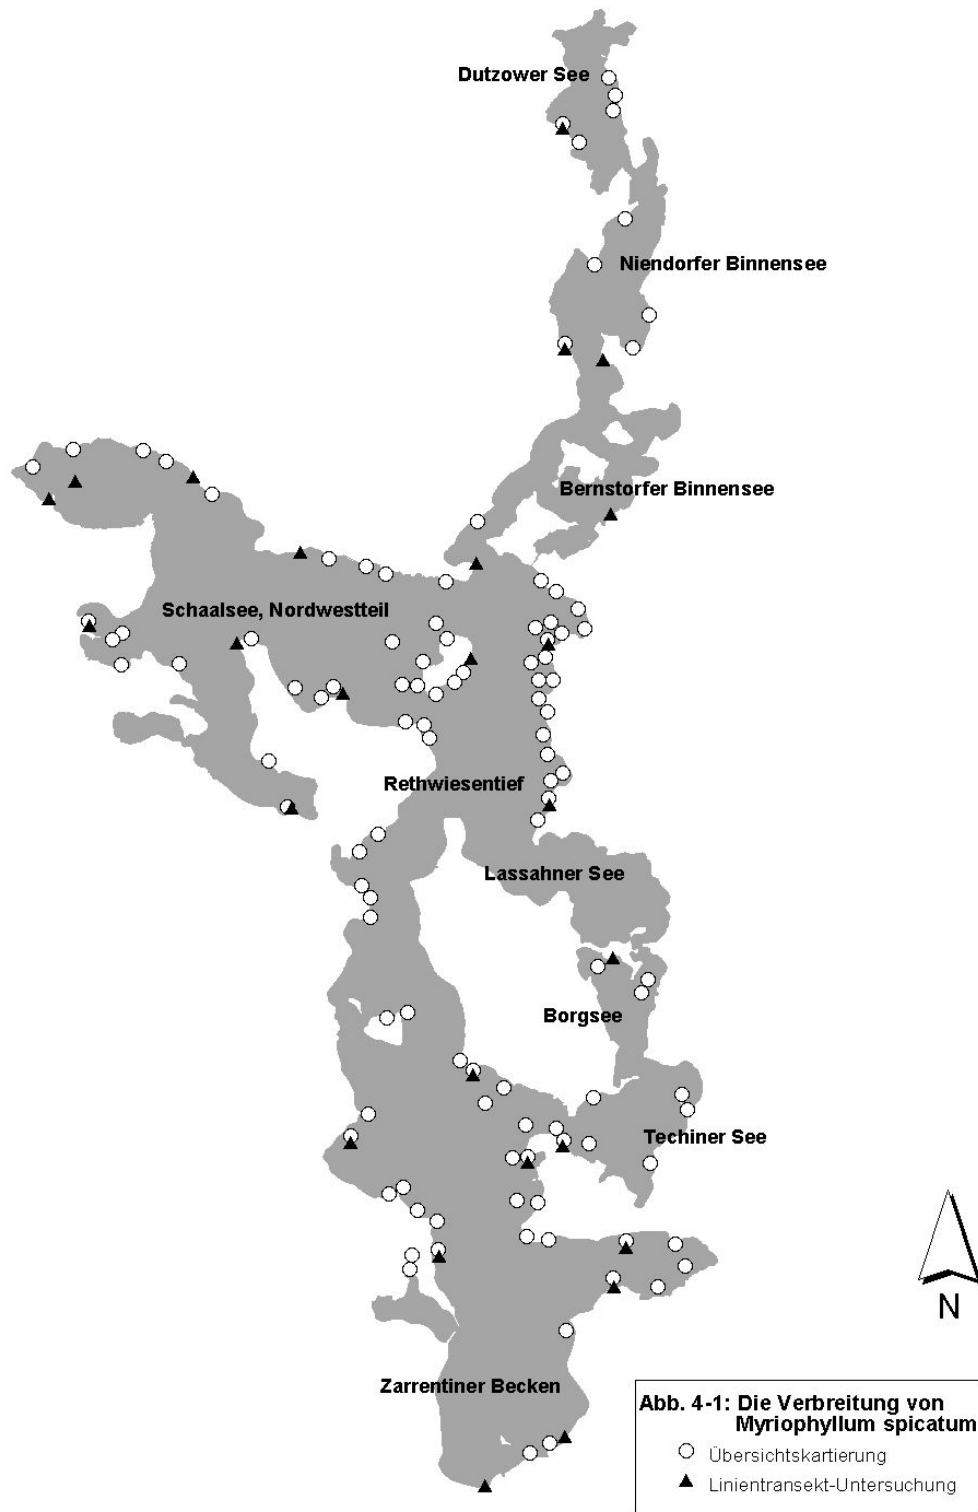 Dutzower See
Niendorfer Binnensee
Bernstorfer Binnensee
Schaalsee, Nordwestteil
Rethwiesentief
Lassahner See
Borgsee
Techiner See
N
Zarrentiner Becken
Abb. 4-1: Die Verbreitung von
Myriophyllum spicatum
Übersichtskartierung
Linientransekt-Untersuchung